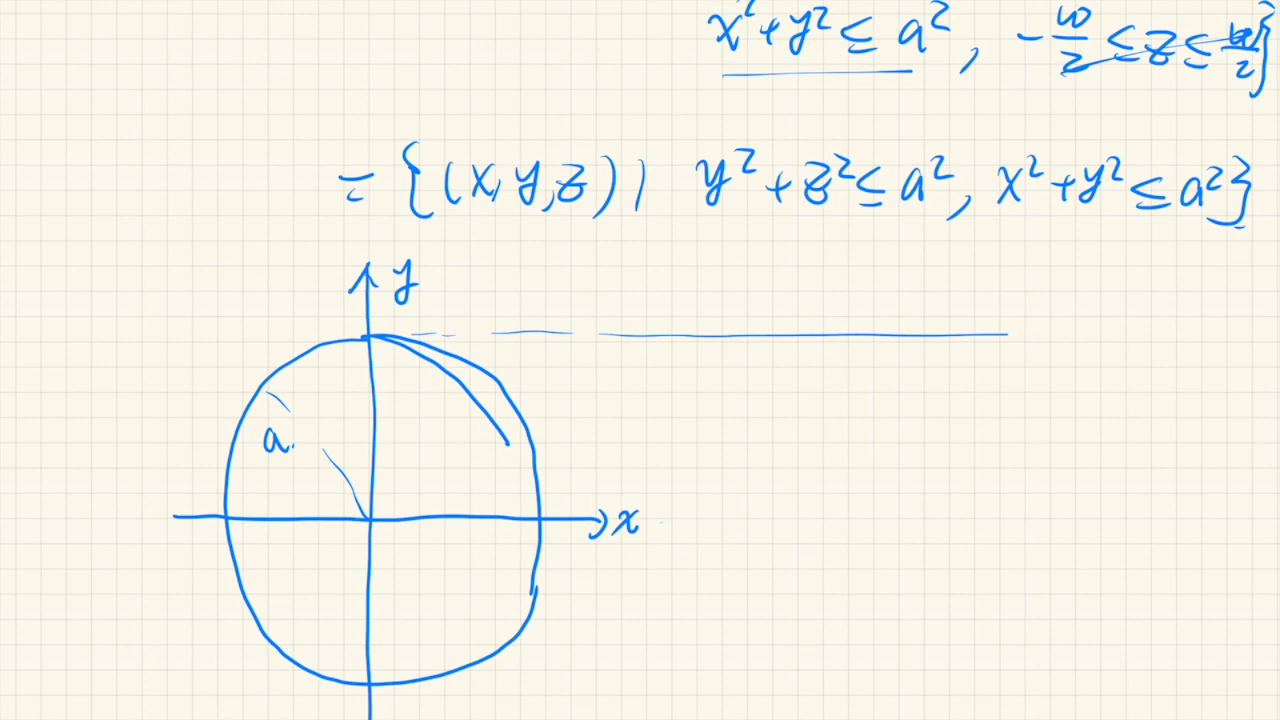 x²+y² ≤ a², -w/2 ≤ z ≤ w/2}
= {(x,y,z) | y²+z² ≤ a², x²+y² ≤ a²}
y
a
x